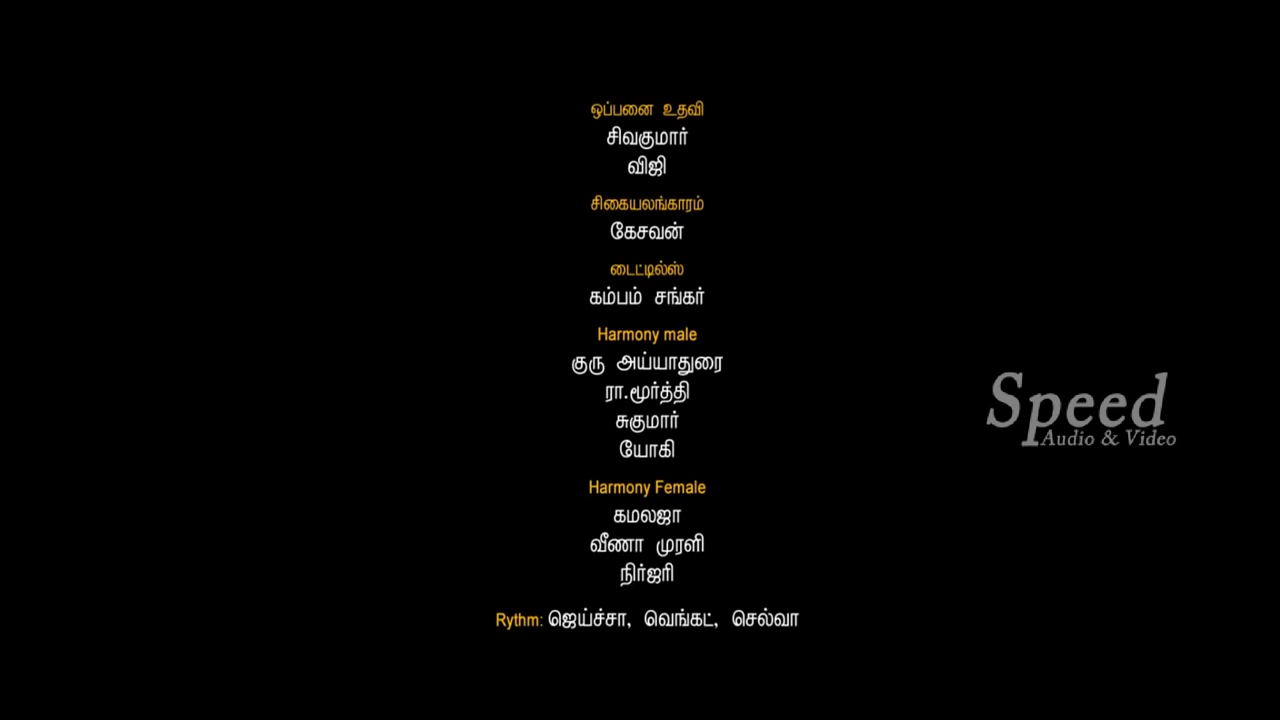 ஒப்பனை உதவி
சிவகுமார்
விஜி
சிகையலங்காரம்
கேசவன்
டைட்டில்ஸ்
கம்பம் சங்கர்
Harmony male
குரு அய்யாதுரை
ரா.மூர்த்தி
சுகுமார்
யோகி
Harmony Female
கமலஜா
வீணா முரளி
நிர்ஜரி
Rythm: ஜெய்ச்சா, வெங்கட், செல்வா
Speed
Audio & Video